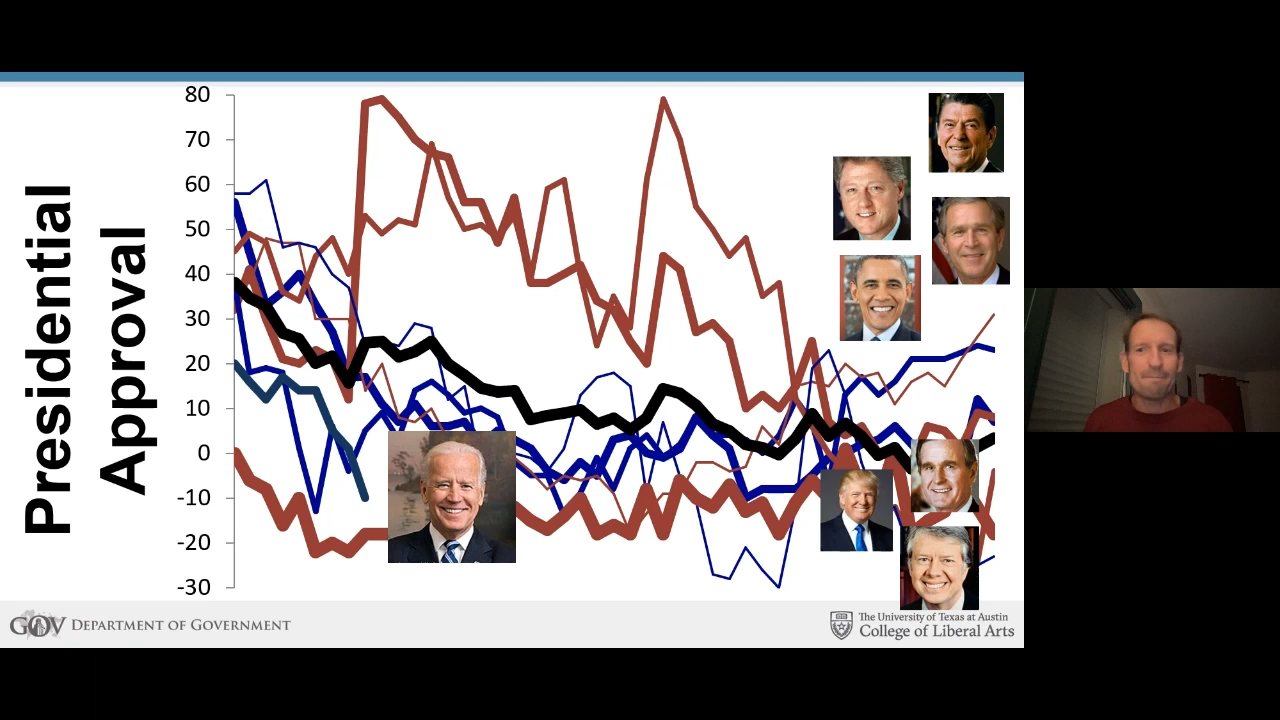 Presidential
Approval
80
70
60
50
40
30
20
10
0
-10
-20
-30
GOV DEPARTMENT OF GOVERNMENT
The University of Texas at Austin
College of Liberal Arts